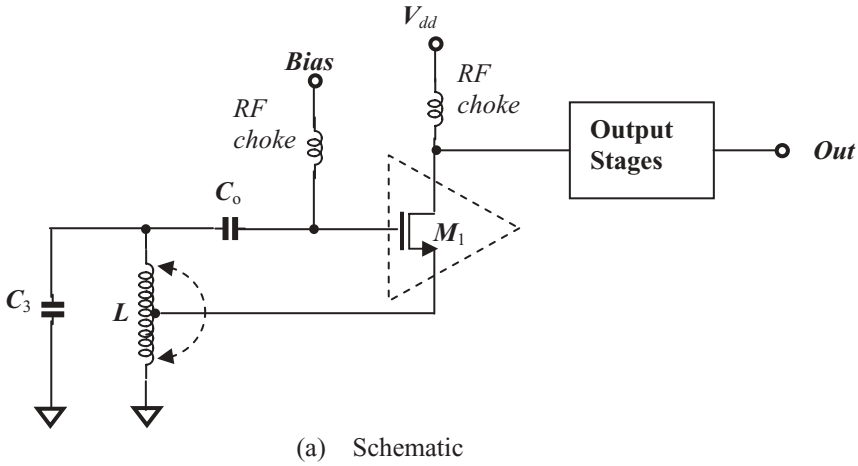 V_dd
Bias
RF
choke
RF
choke
Output
Stages
Out
C_o
M_1
C_3
L
(a) Schematic